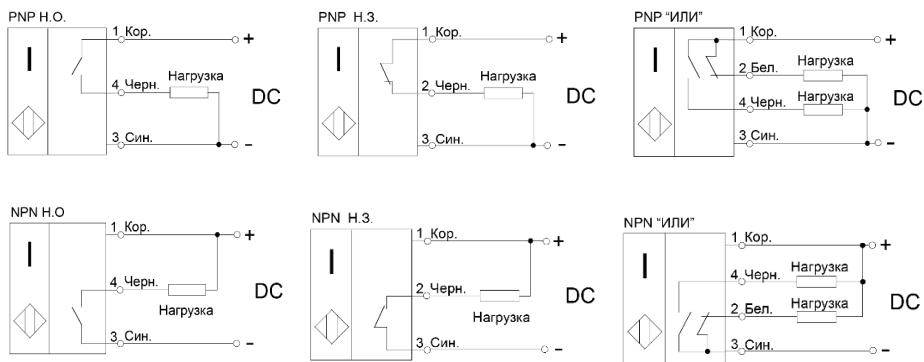 PNP Н.О.
1 Кор.
+
4 Черн.
Нагрузка
DC
3 Син.
-
PNP Н.З.
1 Кор.
+
2 Черн.
Нагрузка
DC
3 Син.
-
PNP “ИЛИ”
1 Кор.
+
2 Бел.
Нагрузка
4 Черн.
Нагрузка
DC
3 Син.
-
NPN Н.О
1 Кор.
+
4 Черн.
Нагрузка
DC
3 Син.
-
NPN Н.З.
1 Кор.
+
2 Черн.
Нагрузка
DC
3 Син.
-
NPN “ИЛИ”
1 Кор.
+
4 Черн.
Нагрузка
2 Бел.
Нагрузка
DC
3 Син.
-